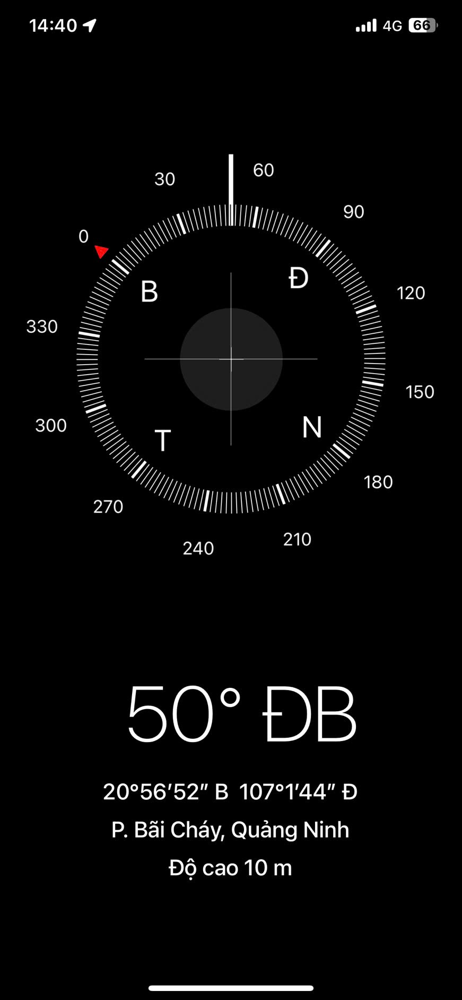 14:40 4G 66
60
30
90
0
B
Đ
120
330
150
300
T
N
180
270
240
210
50° ĐB
20°56′52″ B 107°1′44″ Đ
P. Bãi Cháy, Quảng Ninh
Độ cao 10 m